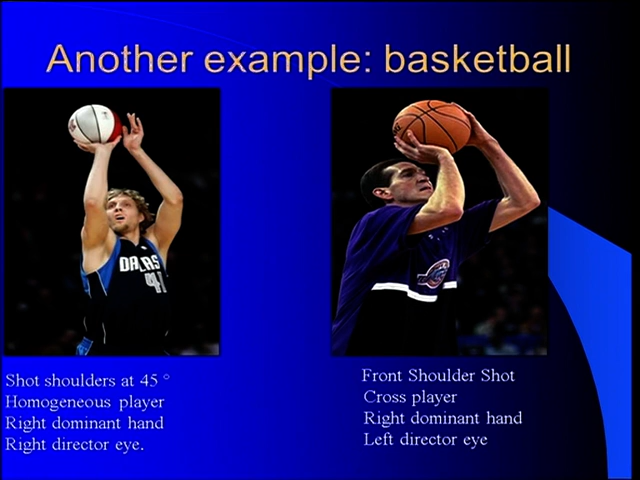 Another example: basketball
DALLAS
41
Shot shoulders at 45 °
Homogeneous player
Right dominant hand
Right director eye.
Front Shoulder Shot
Cross player
Right dominant hand
Left director eye